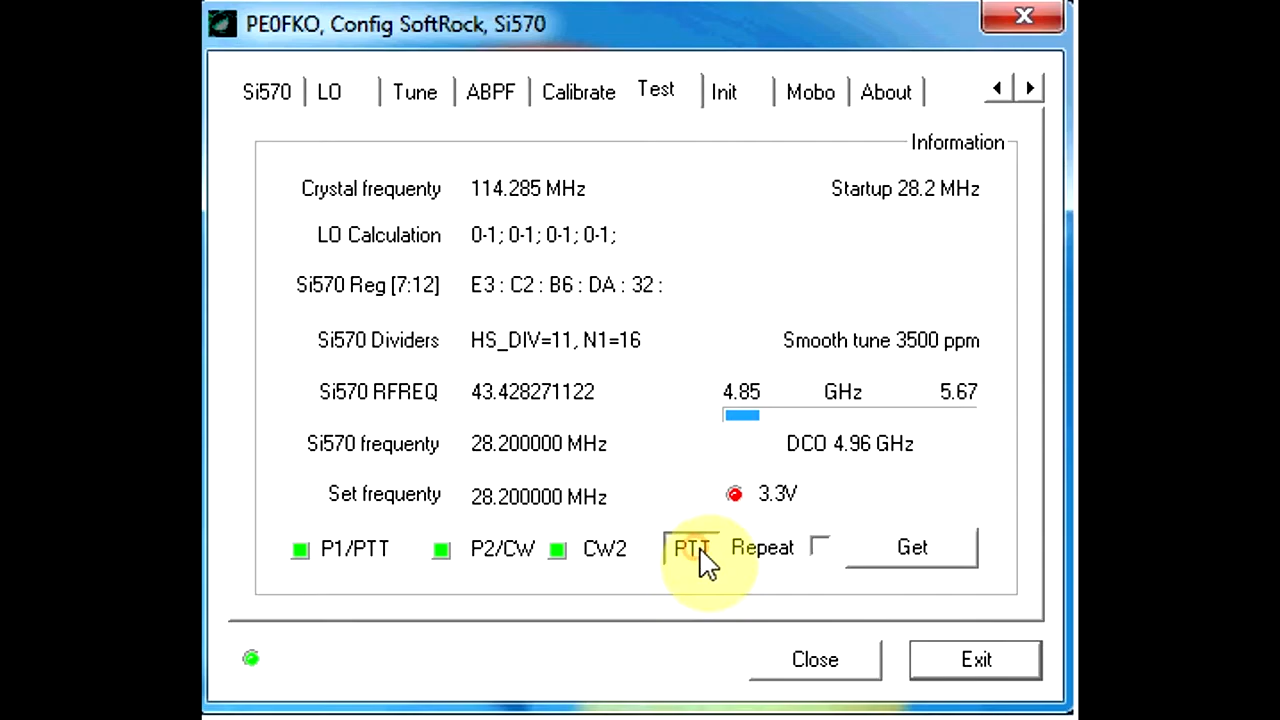 PE0FKO, Config SoftRock, Si570
Si570 LO Tune ABPF Calibrate Test Init Mobo About
Information
Crystal frequenty 114.285 MHz Startup 28.2 MHz
LO Calculation 0-1; 0-1; 0-1; 0-1;
Si570 Reg [7:12] E3 : C2 : B6 : DA : 32 :
Si570 Dividers HS_DIV=11, N1=16 Smooth tune 3500 ppm
Si570 RFREQ 43.428271122 4.85 GHz 5.67
Si570 frequenty 28.200000 MHz DCO 4.96 GHz
Set frequenty 28.200000 MHz 3.3V
P1/PTT P2/CW CW2 PTT Repeat Get
Close Exit